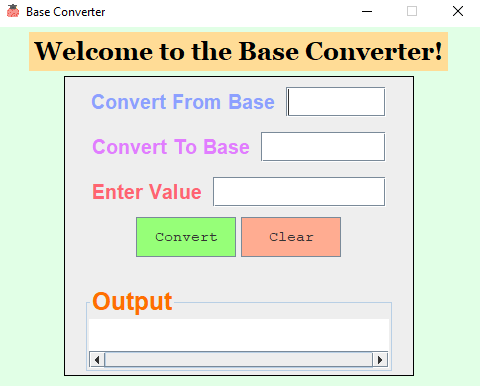 Base Converter
Welcome to the Base Converter!
Convert From Base
Convert To Base
Enter Value
Convert Clear
Output